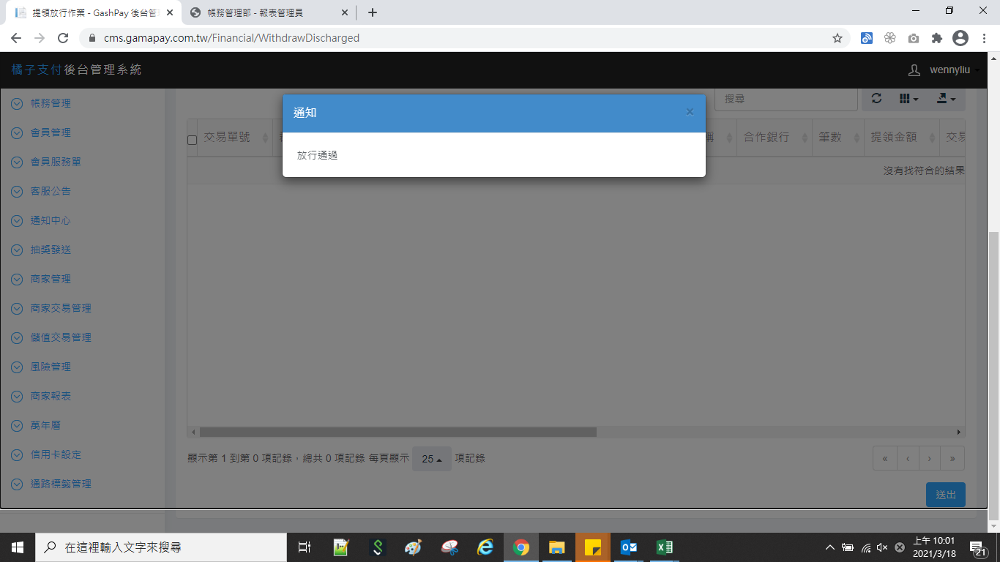 提領放行作業 - GashPay 後台管
帳務管理部 - 報表管理員
cms.gamapay.com.tw/Financial/WithdrawDischarged
橘子支付後台管理系統
wennyliu
帳務管理
會員管理
會員服務單
客服公告
通知中心
抽獎發送
商家管理
商家交易管理
儲值交易管理
風險管理
商家報表
萬年曆
信用卡設定
通路標籤管理
通知
×
放行通過
搜尋
交易單號
稱
合作銀行
筆數
提領金額
交易
沒有找符合的結果
顯示第 1 到第 0 項記錄，總共 0 項記錄 每頁顯示 25 項記錄
« ‹ › »
送出
在這裡輸入文字來搜尋
上午 10:01
2021/3/18
21